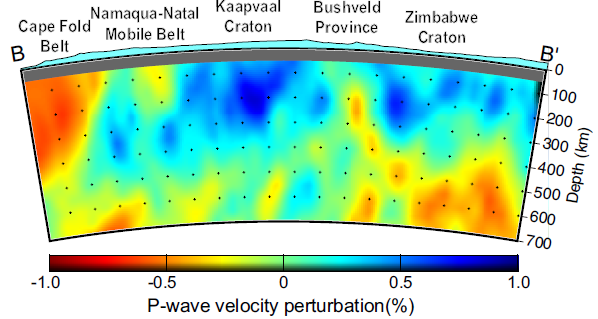 Cape Fold
Belt
Namaqua-Natal
Mobile Belt
Kaapvaal
Craton
Bushveld
Province
Zimbabwe
Craton
B
B'
0
100
200
300
400
500
600
700
Depth (km)
-1.0
-0.5
0
0.5
1.0
P-wave velocity perturbation(%)